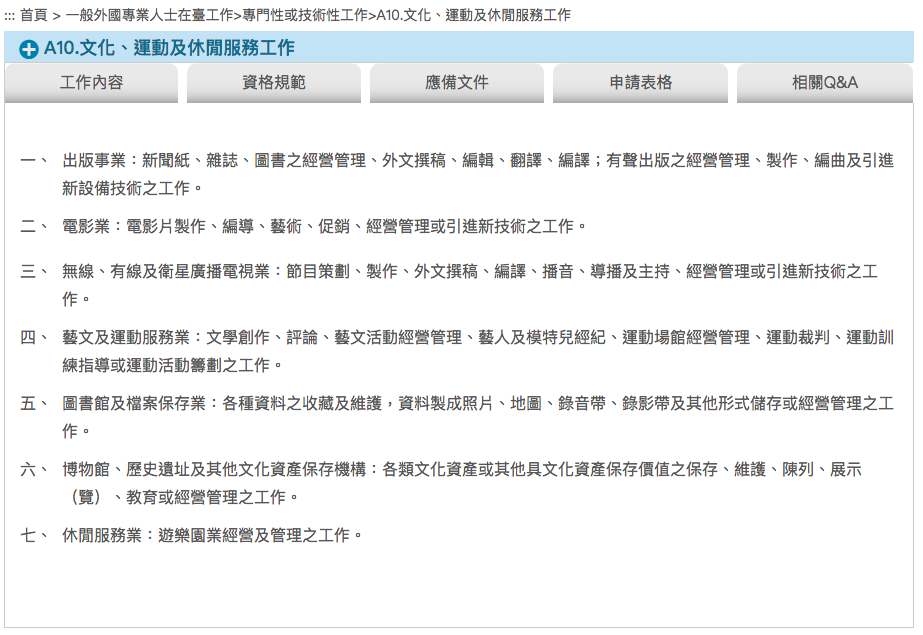 ::: 首頁 > 一般外國專業人士在臺工作>專門性或技術性工作>A10.文化、運動及休閒服務工作
A10.文化、運動及休閒服務工作
工作內容 資格規範 應備文件 申請表格 相關Q&A
一、 出版事業：新聞紙、雜誌、圖書之經營管理、外文撰稿、編輯、翻譯、編譯；有聲出版之經營管理、製作、編曲及引進
新設備技術之工作。
二、 電影業：電影片製作、編導、藝術、促銷、經營管理或引進新技術之工作。
三、 無線、有線及衛星廣播電視業：節目策劃、製作、外文撰稿、編譯、播音、導播及主持、經營管理或引進新技術之工
作。
四、 藝文及運動服務業：文學創作、評論、藝文活動經營管理、藝人及模特兒經紀、運動場館經營管理、運動裁判、運動訓
練指導或運動活動籌劃之工作。
五、 圖書館及檔案保存業：各種資料之收藏及維護，資料製成照片、地圖、錄音帶、錄影帶及其他形式儲存或經營管理之工
作。
六、 博物館、歷史遺址及其他文化資產保存機構：各類文化資產或其他具文化資產保存價值之保存、維護、陳列、展示
（覽）、教育或經營管理之工作。
七、 休閒服務業：遊樂園業經營及管理之工作。